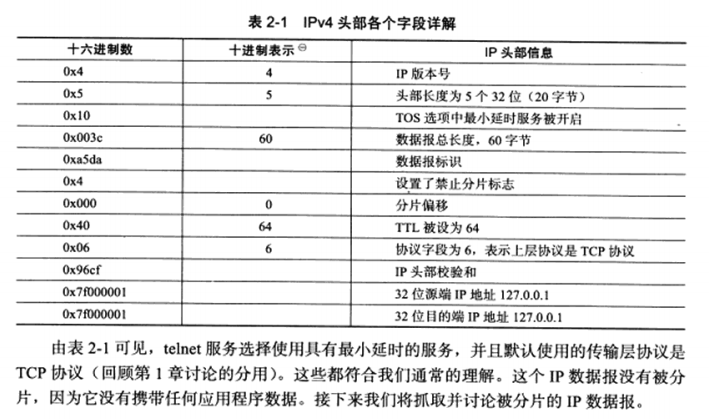 表 2-1 IPv4 头部各个字段详解
十六进制数 十进制表示㊀ IP 头部信息
0x4 4 IP 版本号
0x5 5 头部长度为 5 个 32 位（20 字节）
0x10 TOS 选项中最小延时服务被开启
0x003c 60 数据报总长度，60 字节
0xa5da 数据报标识
0x4 设置了禁止分片标志
0x000 0 分片偏移
0x40 64 TTL 被设为 64
0x06 6 协议字段为 6，表示上层协议是 TCP 协议
0x96cf IP 头部校验和
0x7f000001 32 位源端 IP 地址 127.0.0.1
0x7f000001 32 位目的端 IP 地址 127.0.0.1
由表 2-1 可见，telnet 服务选择使用具有最小延时的服务，并且默认使用的传输层协议是
TCP 协议（回顾第 1 章讨论的分用）。这些都符合我们通常的理解。这个 IP 数据报没有被分
片，因为它没有携带任何应用程序数据。接下来我们将抓取并讨论被分片的 IP 数据报。